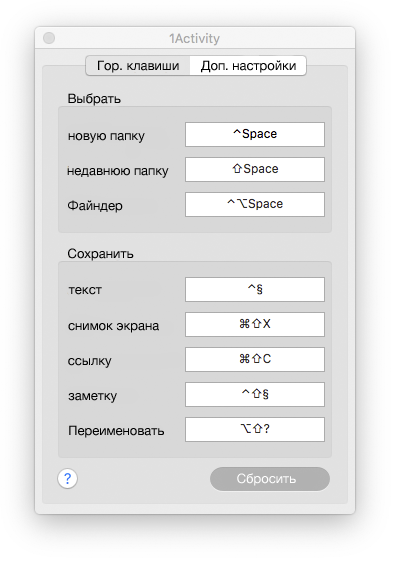 1Activity
Гор. клавиши Доп. настройки
Выбрать
новую папку ^Space
недавнюю папку ⇧Space
Файндер ^⌥Space
Сохранить
текст ^§
снимок экрана ⌘⇧X
ссылку ⌘⇧C
заметку ^⇧§
Переименовать ⌥⇧?
? Сбросить